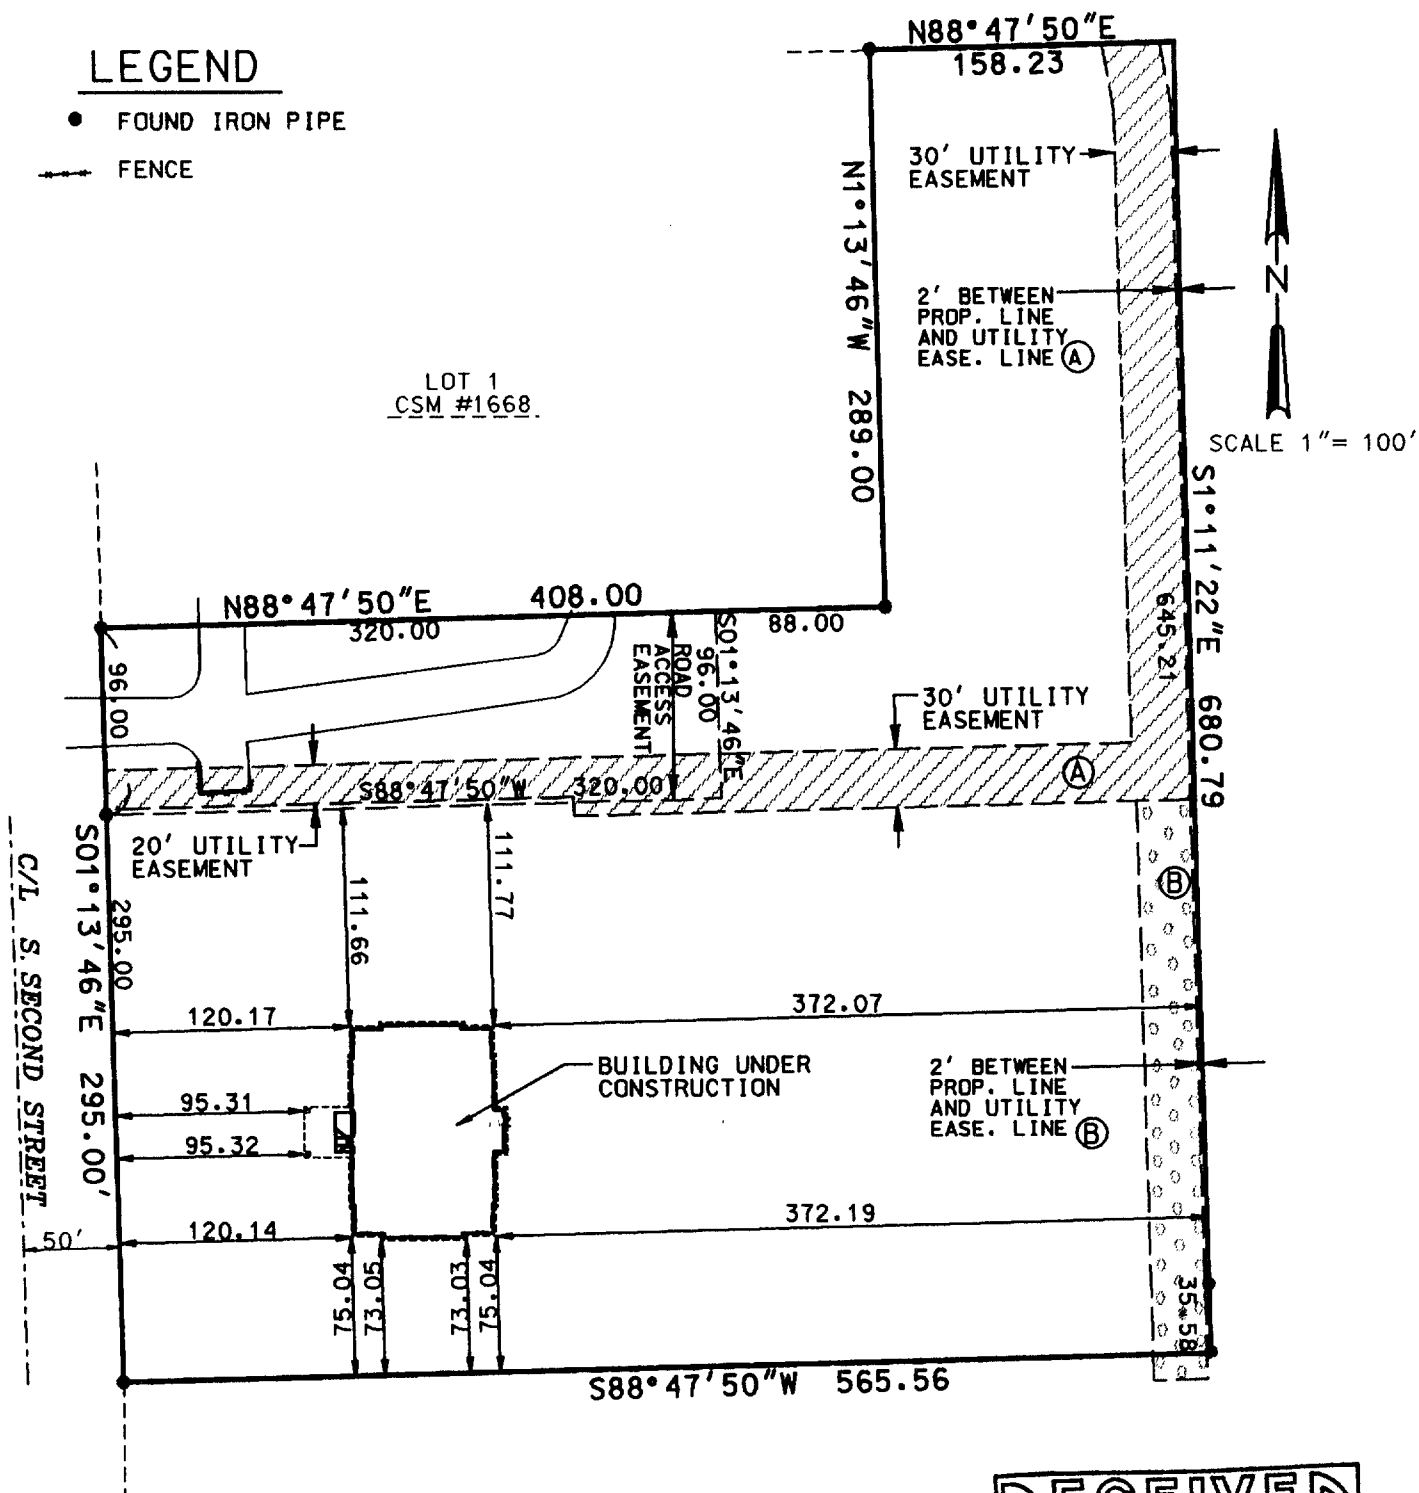 LEGEND
FOUND IRON PIPE
FENCE
N88°47'50"E
158.23
30' UTILITY
EASEMENT
N1°13'46"W 289.00
2' BETWEEN
PROP. LINE
AND UTILITY
EASE. LINE A
N
SCALE 1"= 100'
LOT 1
CSM #1668
S1°11'22"E 680.79
645.21
N88°47'50"E 408.00
320.00
88.00
96.00
ROAD
ACCESS
EASEMENT
S01°13'46"E
96.00
30' UTILITY
EASEMENT
A
S88°47'50"W 320.00
20' UTILITY
EASEMENT
111.66
111.77
B
C/L S. SECOND STREET
S01°13'46"E 295.00'
295.00
120.17
372.07
BUILDING UNDER
CONSTRUCTION
2' BETWEEN
PROP. LINE
AND UTILITY
EASE. LINE B
95.31
95.32
372.19
50'
120.14
75.04
73.05
73.03
75.04
35.58
S88°47'50"W 565.56
RECEIVED